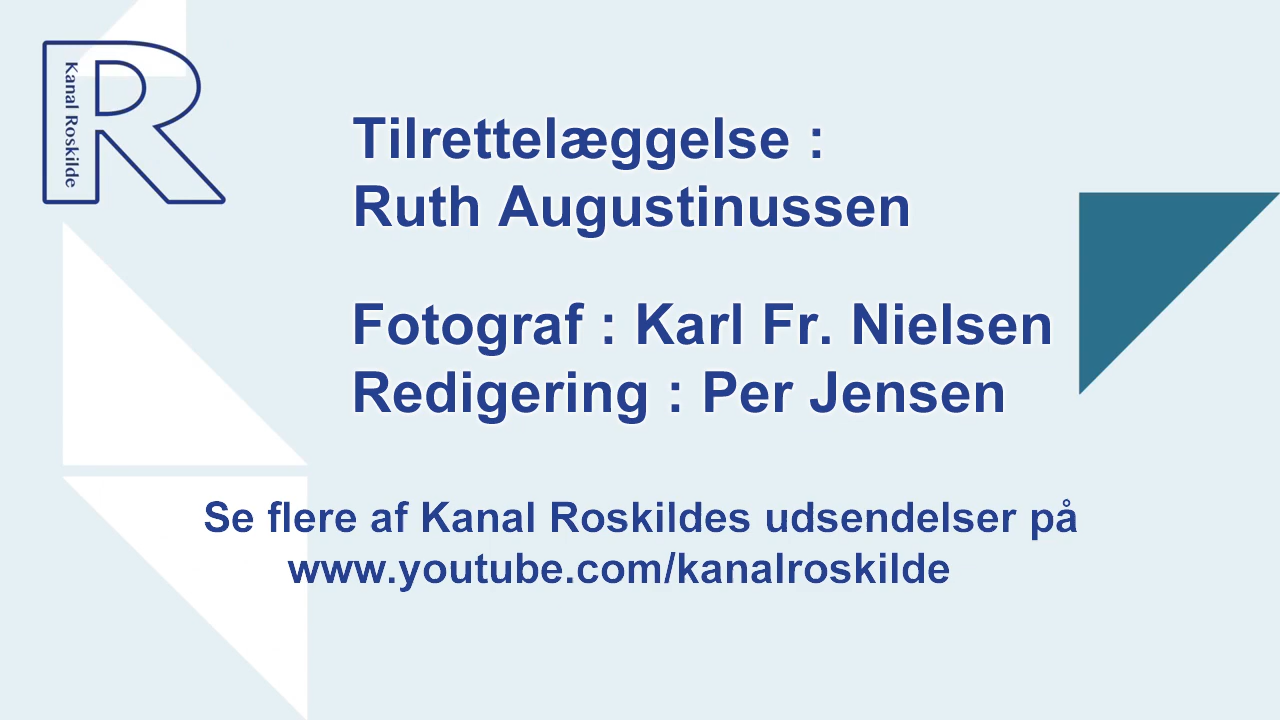 R
Kanal Roskilde
Tilrettelæggelse :
Ruth Augustinussen
Fotograf : Karl Fr. Nielsen
Redigering : Per Jensen
Se flere af Kanal Roskildes udsendelser på
www.youtube.com/kanalroskilde